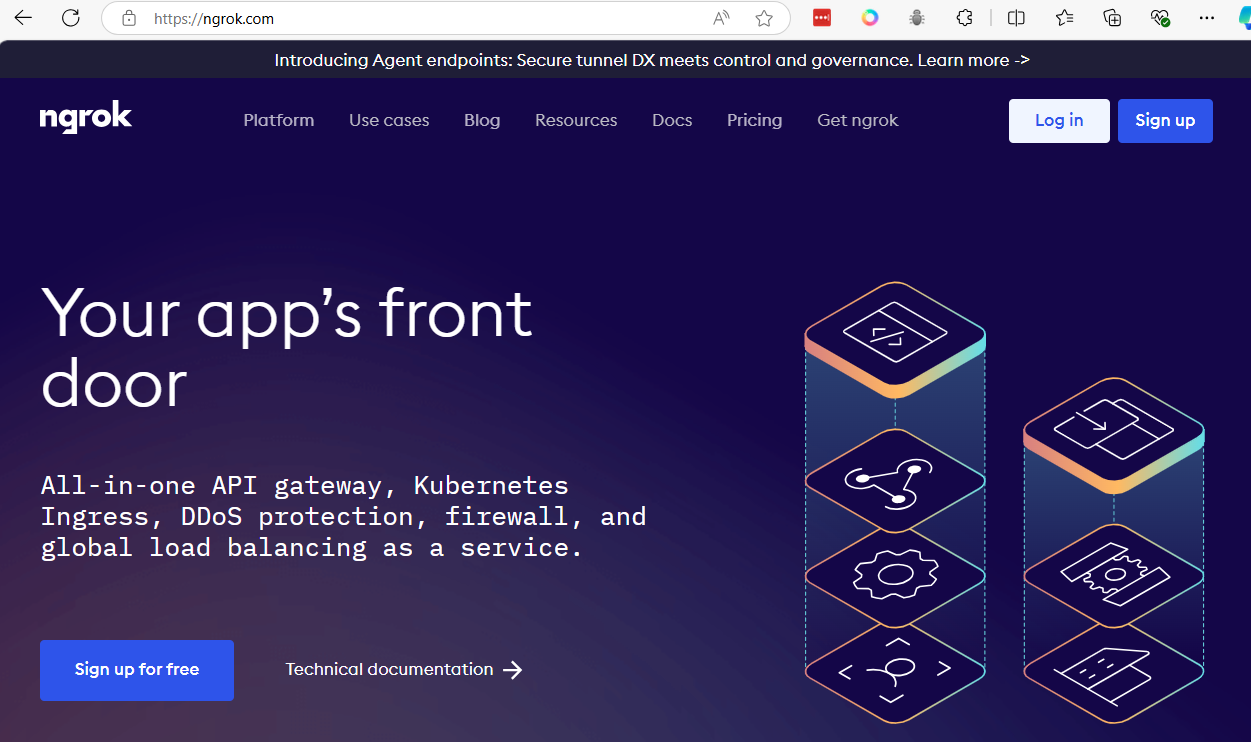 https://ngrok.com
Introducing Agent endpoints: Secure tunnel DX meets control and governance. Learn more ->
ngrok
Platform
Use cases
Blog
Resources
Docs
Pricing
Get ngrok
Log in
Sign up
Your app’s front
door
All-in-one API gateway, Kubernetes
Ingress, DDoS protection, firewall, and
global load balancing as a service.
Sign up for free
Technical documentation